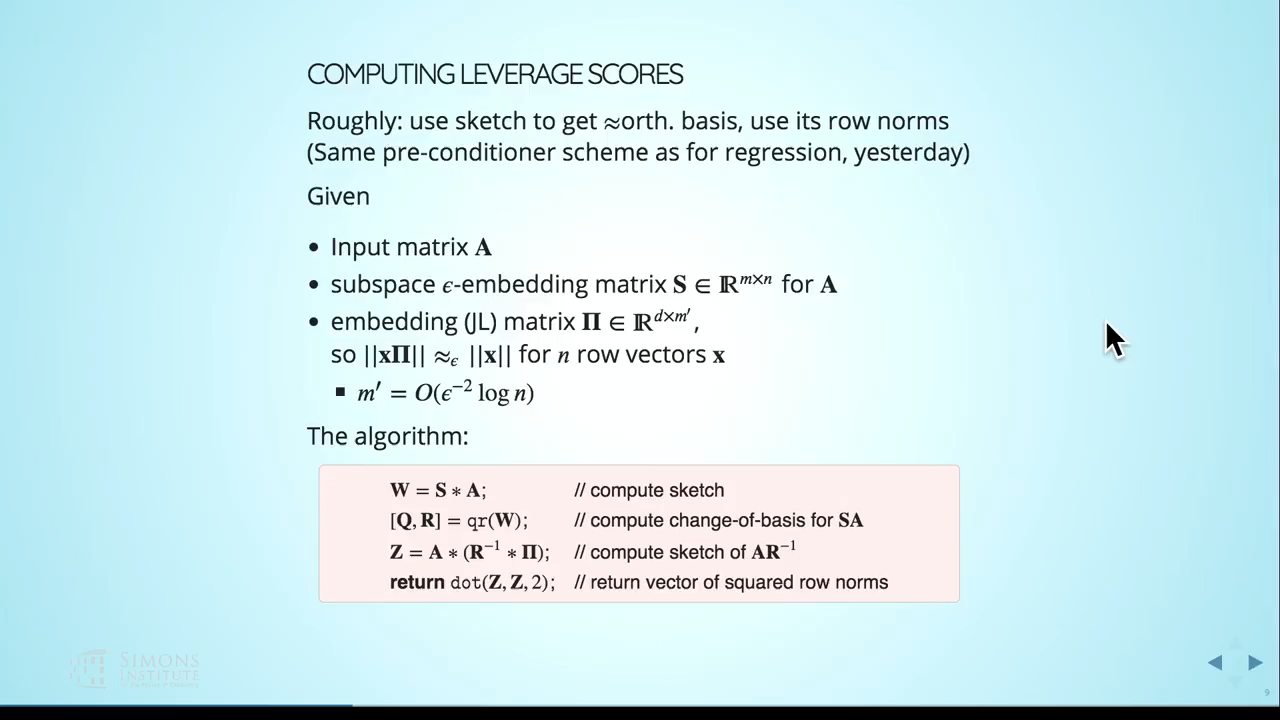 COMPUTING LEVERAGE SCORES
Roughly: use sketch to get ≈orth. basis, use its row norms
(Same pre-conditioner scheme as for regression, yesterday)
Given
• Input matrix A
• subspace ϵ-embedding matrix S ∈ ℝ^{m×n} for A
• embedding (JL) matrix Π ∈ ℝ^{d×m′},
so ||xΠ|| ≈_ϵ ||x|| for n row vectors x
▪ m′ = O(ϵ^{−2} log n)
The algorithm:
W = S ∗ A; // compute sketch
[Q, R] = qr(W); // compute change-of-basis for SA
Z = A ∗ (R^{−1} ∗ Π); // compute sketch of AR^{−1}
return dot(Z, Z, 2); // return vector of squared row norms
SIMONS
INSTITUTE
9